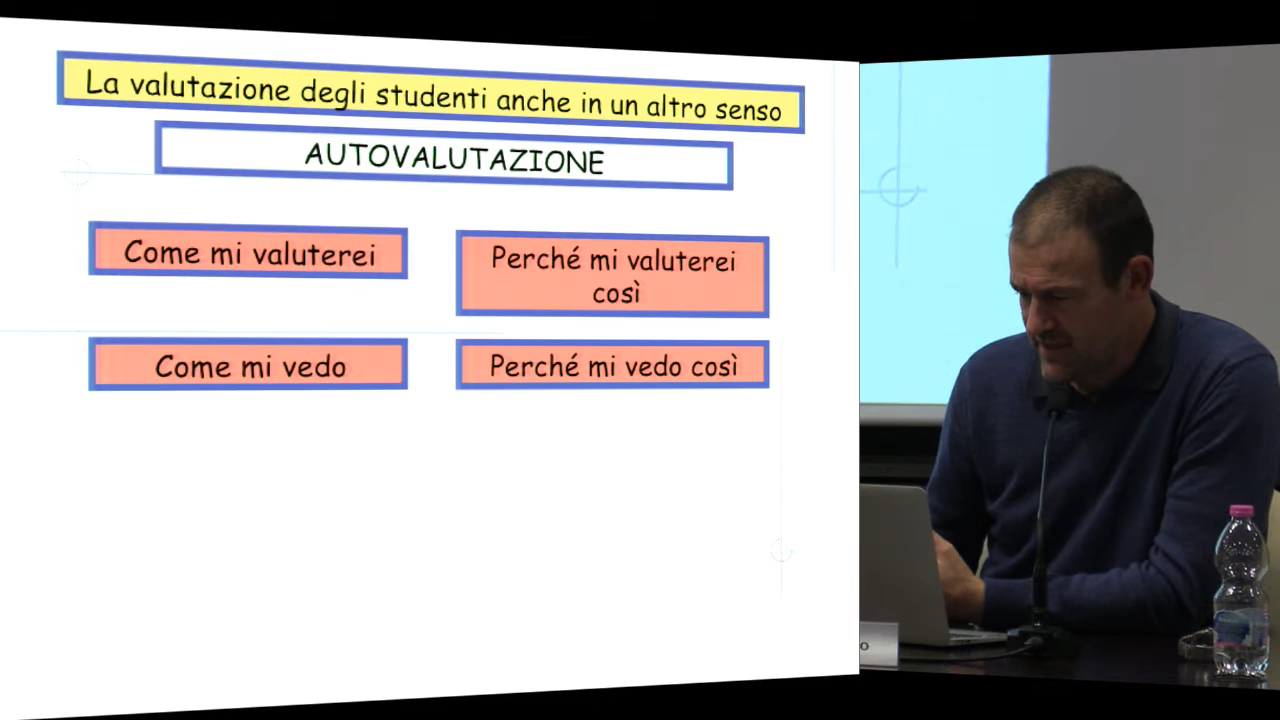 La valutazione degli studenti anche in un altro senso
AUTOVALUTAZIONE
Come mi valuterei
Perché mi valuterei
così
Come mi vedo
Perché mi vedo così
o